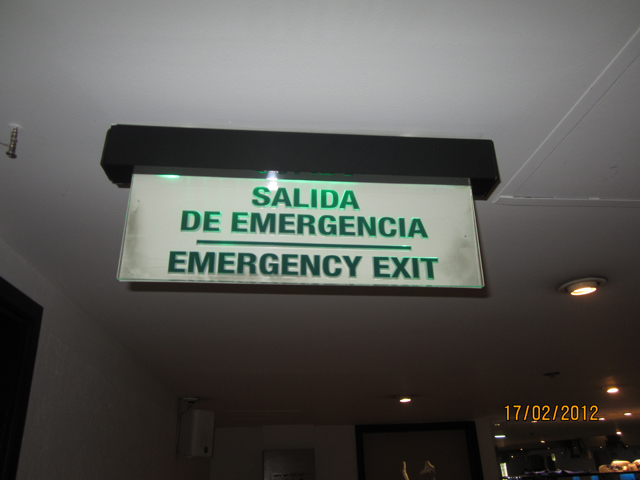 SALIDA
DE EMERGENCIA
EMERGENCY EXIT
17/02/2012